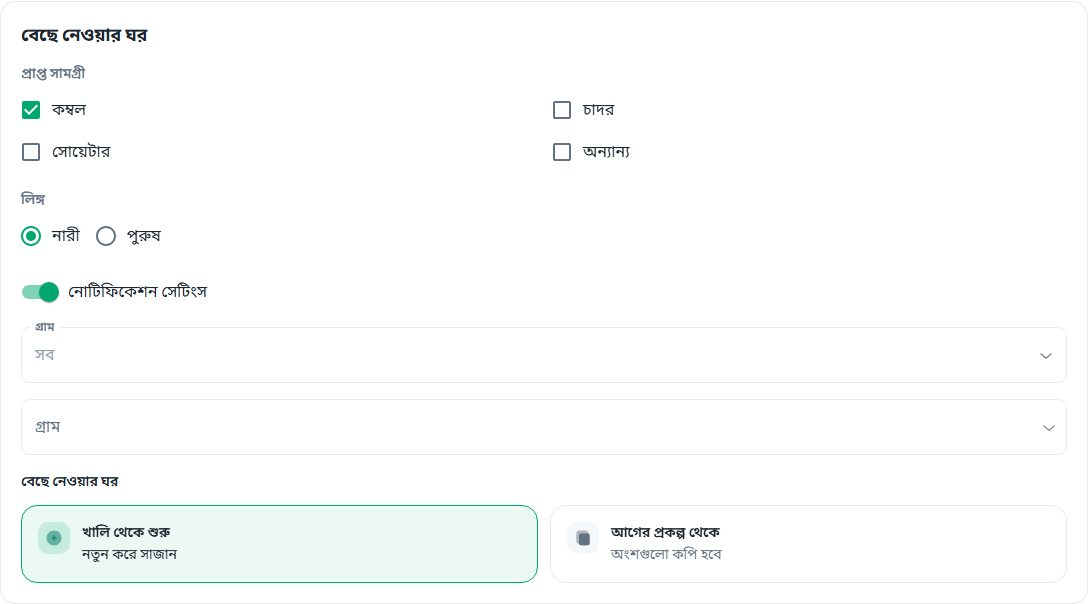 বেছে নেওয়ার ঘর
প্রাপ্ত সামগ্রী
কম্বল
চাদর
সোয়েটার
অন্যান্য
লিঙ্গ
নারী
পুরুষ
নোটিফিকেশন সেটিংস
গ্রাম
সব
গ্রাম
বেছে নেওয়ার ঘর
খালি থেকে শুরু
নতুন করে সাজান
আগের প্রকল্প থেকে
অংশগুলো কপি হবে